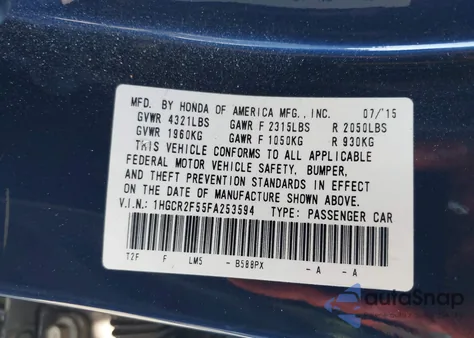 MFD. BY HONDA OF AMERICA MFG., INC. 07/'15
GVWR 4321LBS GAWR F 2315LBS R 2050LBS
GVWR 1960KG GAWR F 1050KG R 930KG
THIS VEHICLE CONFORMS TO ALL APPLICABLE
FEDERAL MOTOR VEHICLE SAFETY, BUMPER,
AND THEFT PREVENTION STANDARDS IN EFFECT
ON THE DATE OF MANUFACTURE SHOWN ABOVE.
V.I.N.: 1HGCR2F55FA253594 TYPE: PASSENGER CAR
T2F F LM5 - B588PX - A - A
autoSnap